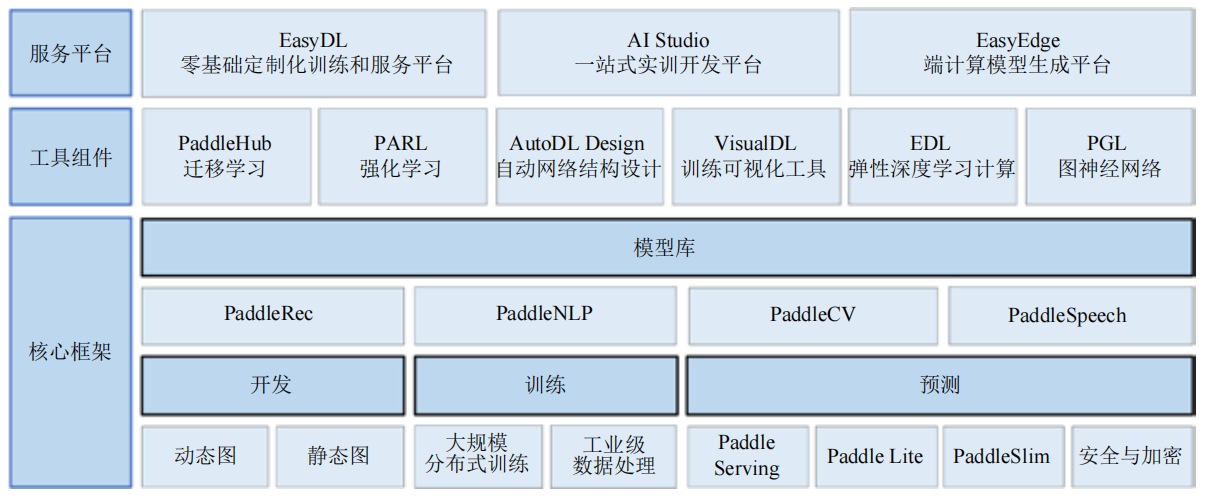 服务平台
EasyDL
零基础定制化训练和服务平台
AI Studio
一站式实训开发平台
EasyEdge
端计算模型生成平台
工具组件
PaddleHub
迁移学习
PARL
强化学习
AutoDL Design
自动网络结构设计
VisualDL
训练可视化工具
EDL
弹性深度学习计算
PGL
图神经网络
核心框架
模型库
PaddleRec
PaddleNLP
PaddleCV
PaddleSpeech
开发
训练
预测
动态图
静态图
大规模
分布式训练
工业级
数据处理
Paddle
Serving
Paddle Lite
PaddleSlim
安全与加密